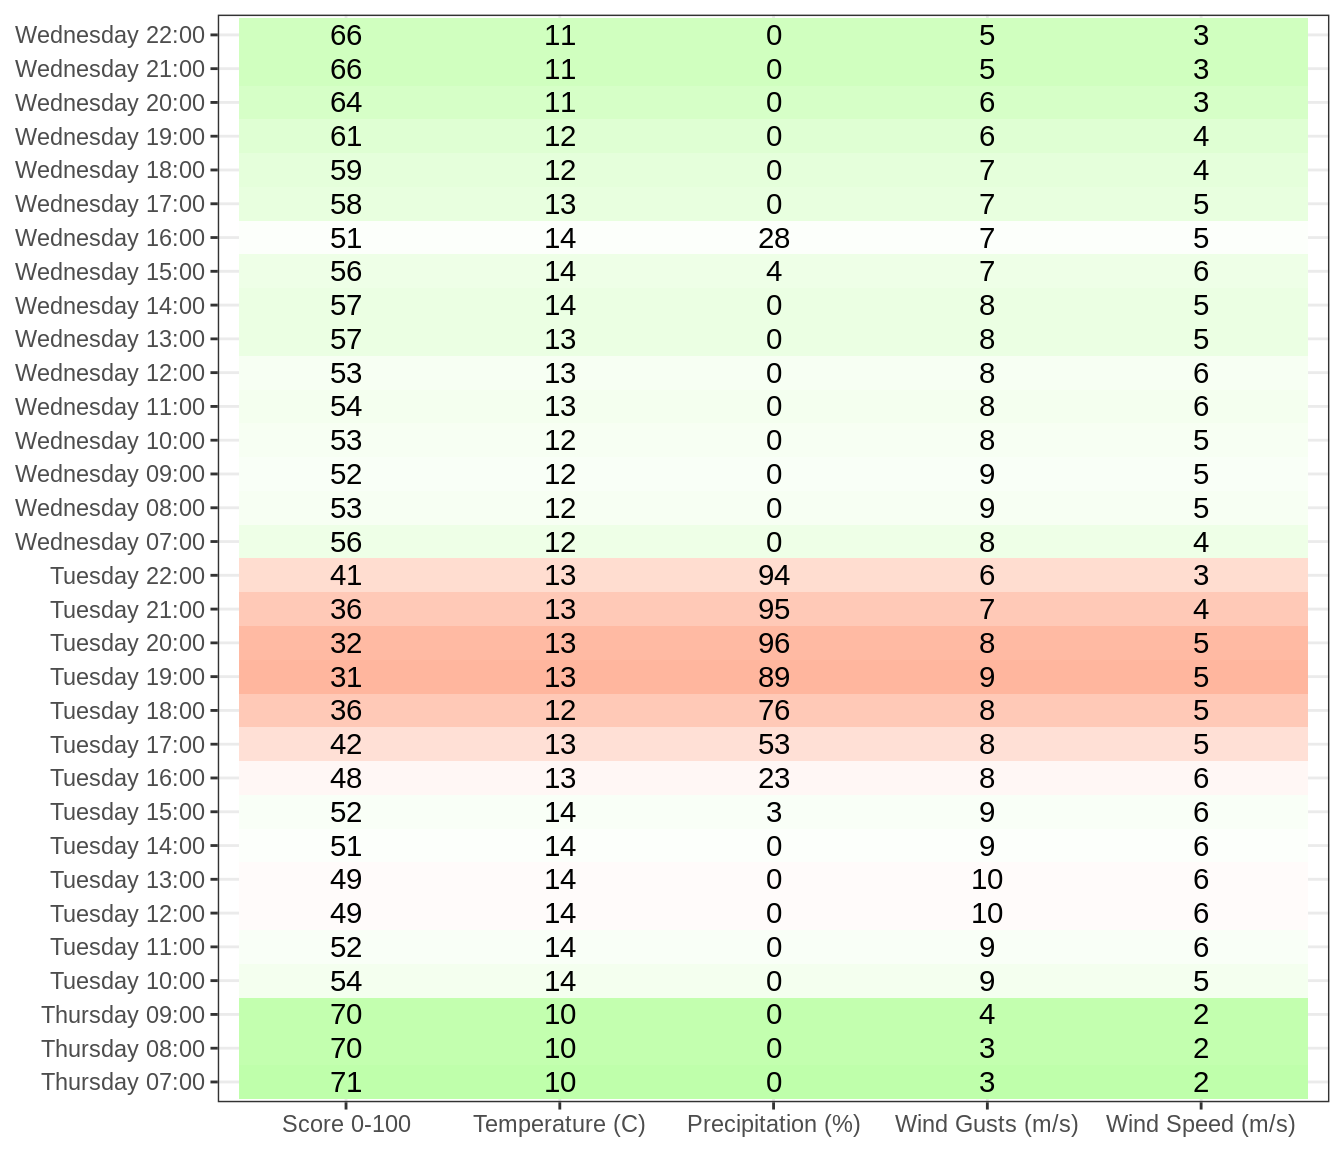 Wednesday 22:00 66 11 0 5 3
Wednesday 21:00 66 11 0 5 3
Wednesday 20:00 64 11 0 6 3
Wednesday 19:00 61 12 0 6 4
Wednesday 18:00 59 12 0 7 4
Wednesday 17:00 58 13 0 7 5
Wednesday 16:00 51 14 28 7 5
Wednesday 15:00 56 14 4 7 6
Wednesday 14:00 57 14 0 8 5
Wednesday 13:00 57 13 0 8 5
Wednesday 12:00 53 13 0 8 6
Wednesday 11:00 54 13 0 8 6
Wednesday 10:00 53 12 0 8 5
Wednesday 09:00 52 12 0 9 5
Wednesday 08:00 53 12 0 9 5
Wednesday 07:00 56 12 0 8 4
Tuesday 22:00 41 13 94 6 3
Tuesday 21:00 36 13 95 7 4
Tuesday 20:00 32 13 96 8 5
Tuesday 19:00 31 13 89 9 5
Tuesday 18:00 36 12 76 8 5
Tuesday 17:00 42 13 53 8 5
Tuesday 16:00 48 13 23 8 6
Tuesday 15:00 52 14 3 9 6
Tuesday 14:00 51 14 0 9 6
Tuesday 13:00 49 14 0 10 6
Tuesday 12:00 49 14 0 10 6
Tuesday 11:00 52 14 0 9 6
Tuesday 10:00 54 14 0 9 5
Thursday 09:00 70 10 0 4 2
Thursday 08:00 70 10 0 3 2
Thursday 07:00 71 10 0 3 2
Score 0-100 Temperature (C) Precipitation (%) Wind Gusts (m/s) Wind Speed (m/s)